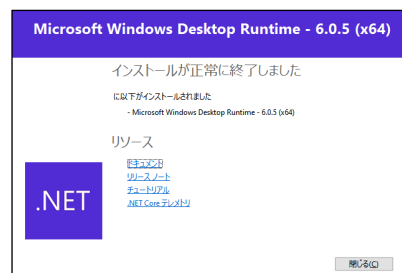 Microsoft Windows Desktop Runtime - 6.0.5 (x64)
インストールが正常に終了しました
に以下がインストールされました
- Microsoft Windows Desktop Runtime - 6.0.5 (x64)
リソース
ドキュメント
リリース ノート
チュートリアル
.NET Core テレメトリ
.NET
閉じる(C)